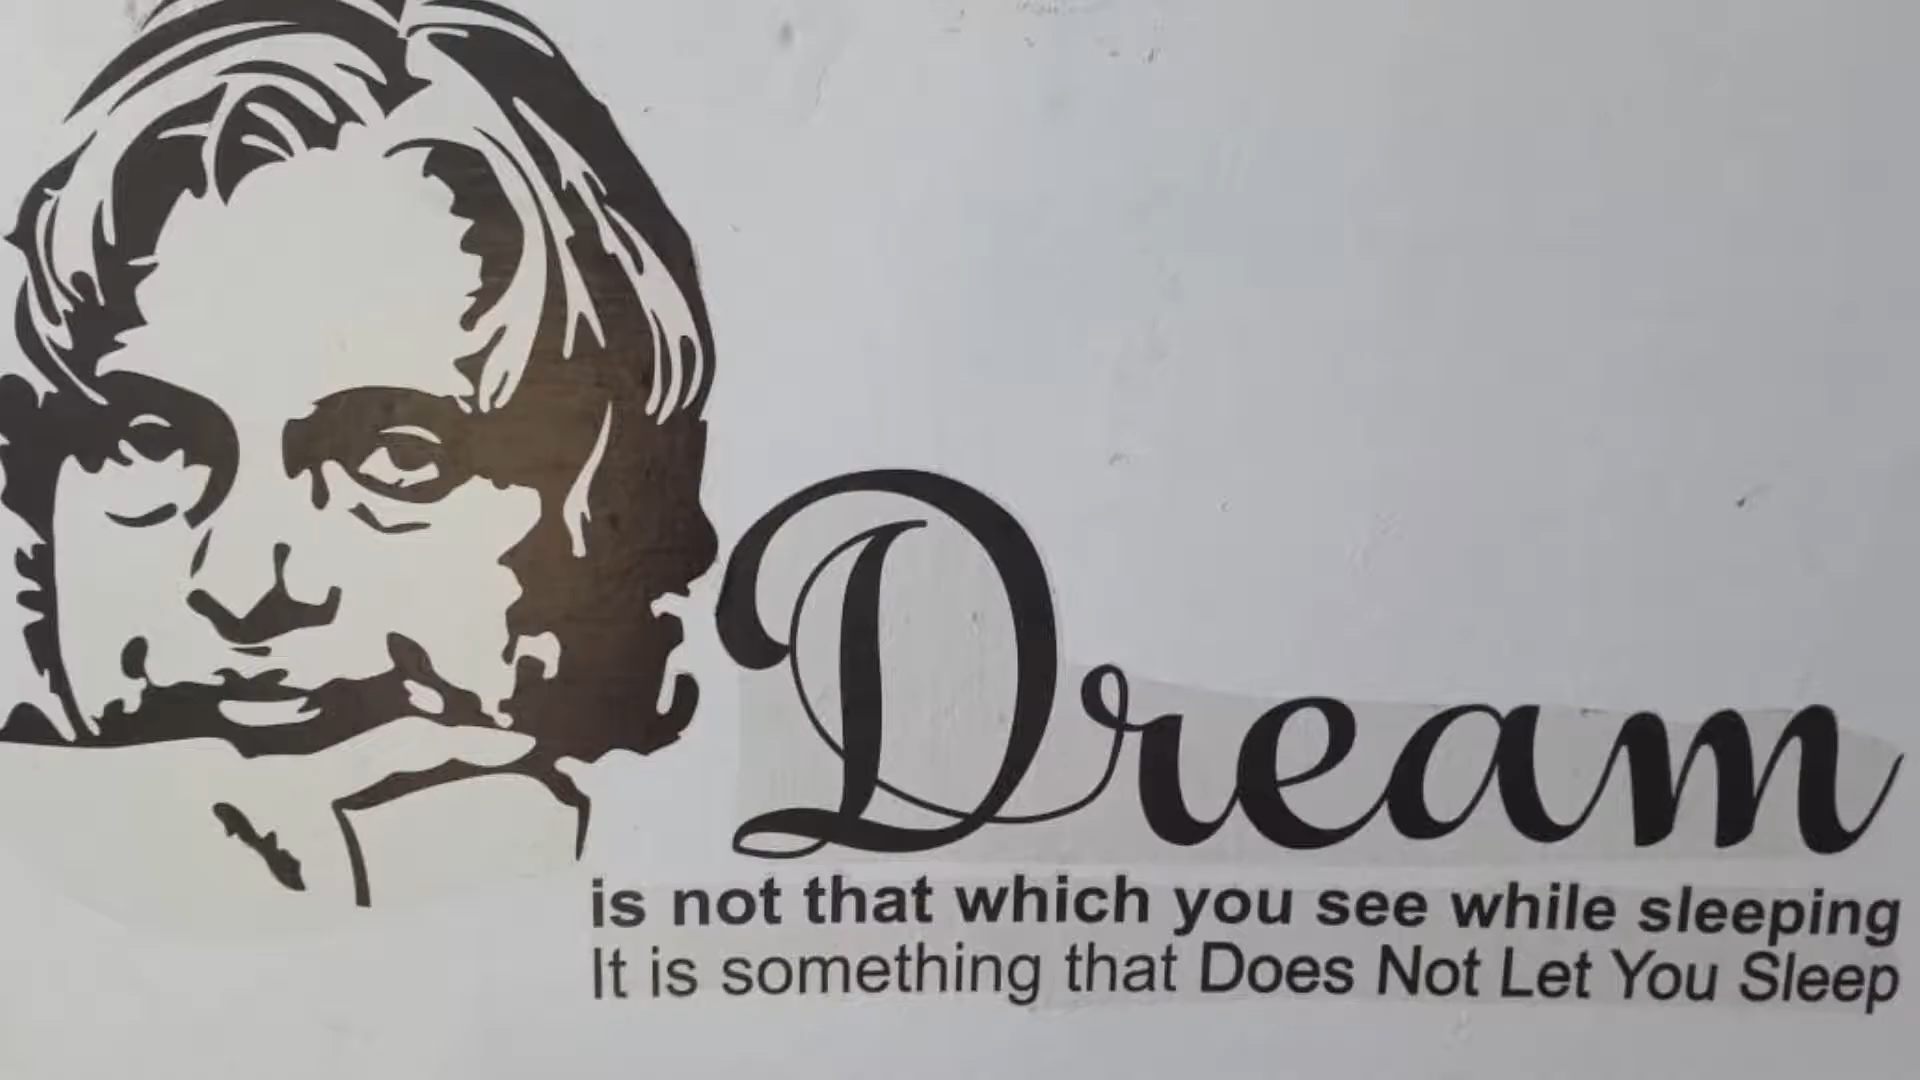 Dream
is not that which you see while sleeping
It is something that Does Not Let You Sleep